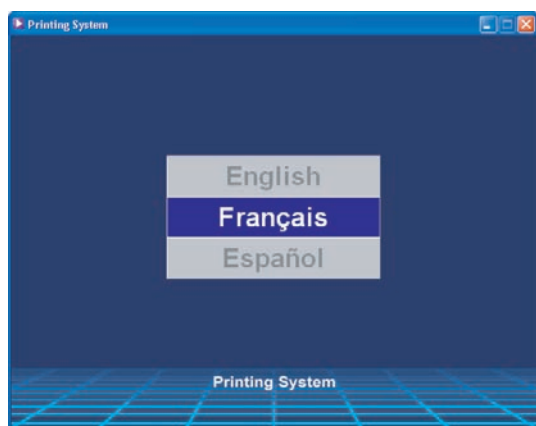 Printing System
English
Français
Español
Printing System